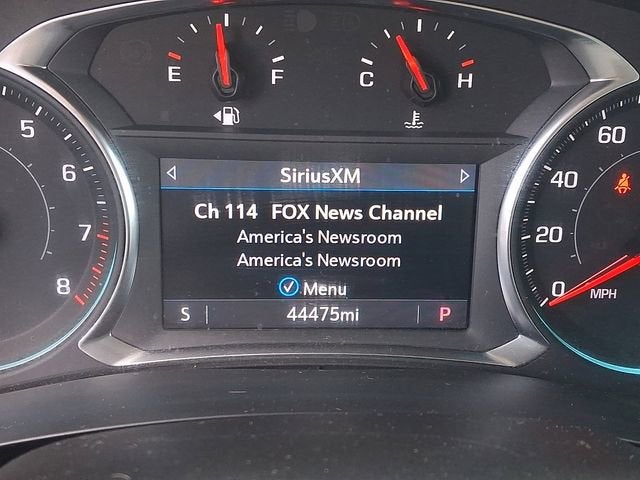 E F
C H
5
6
7
8
SiriusXM
Ch 114 FOX News Channel
America's Newsroom
America's Newsroom
Menu
S 44475mi P
60
40
20
0
MPH